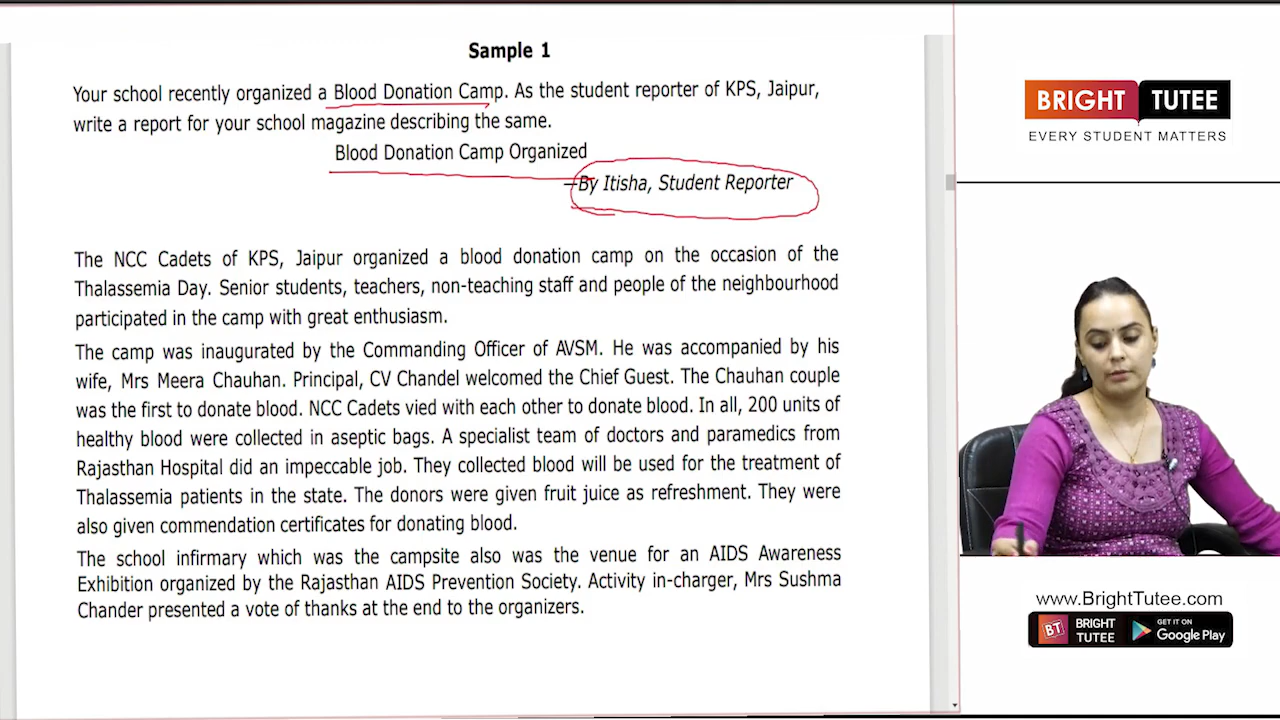 Sample 1
Your school recently organized a Blood Donation Camp. As the student reporter of KPS, Jaipur,
write a report for your school magazine describing the same.
Blood Donation Camp Organized
—By Itisha, Student Reporter
The NCC Cadets of KPS, Jaipur organized a blood donation camp on the occasion of the
Thalassemia Day. Senior students, teachers, non-teaching staff and people of the neighbourhood
participated in the camp with great enthusiasm.
The camp was inaugurated by the Commanding Officer of AVSM. He was accompanied by his
wife, Mrs Meera Chauhan. Principal, CV Chandel welcomed the Chief Guest. The Chauhan couple
was the first to donate blood. NCC Cadets vied with each other to donate blood. In all, 200 units of
healthy blood were collected in aseptic bags. A specialist team of doctors and paramedics from
Rajasthan Hospital did an impeccable job. They collected blood will be used for the treatment of
Thalassemia patients in the state. The donors were given fruit juice as refreshment. They were
also given commendation certificates for donating blood.
The school infirmary which was the campsite also was the venue for an AIDS Awareness
Exhibition organized by the Rajasthan AIDS Prevention Society. Activity in-charger, Mrs Sushma
Chander presented a vote of thanks at the end to the organizers.
BRIGHT TUTEE
EVERY STUDENT MATTERS
www.BrightTutee.com
BT BRIGHT TUTEE
GET IT ON Google Play